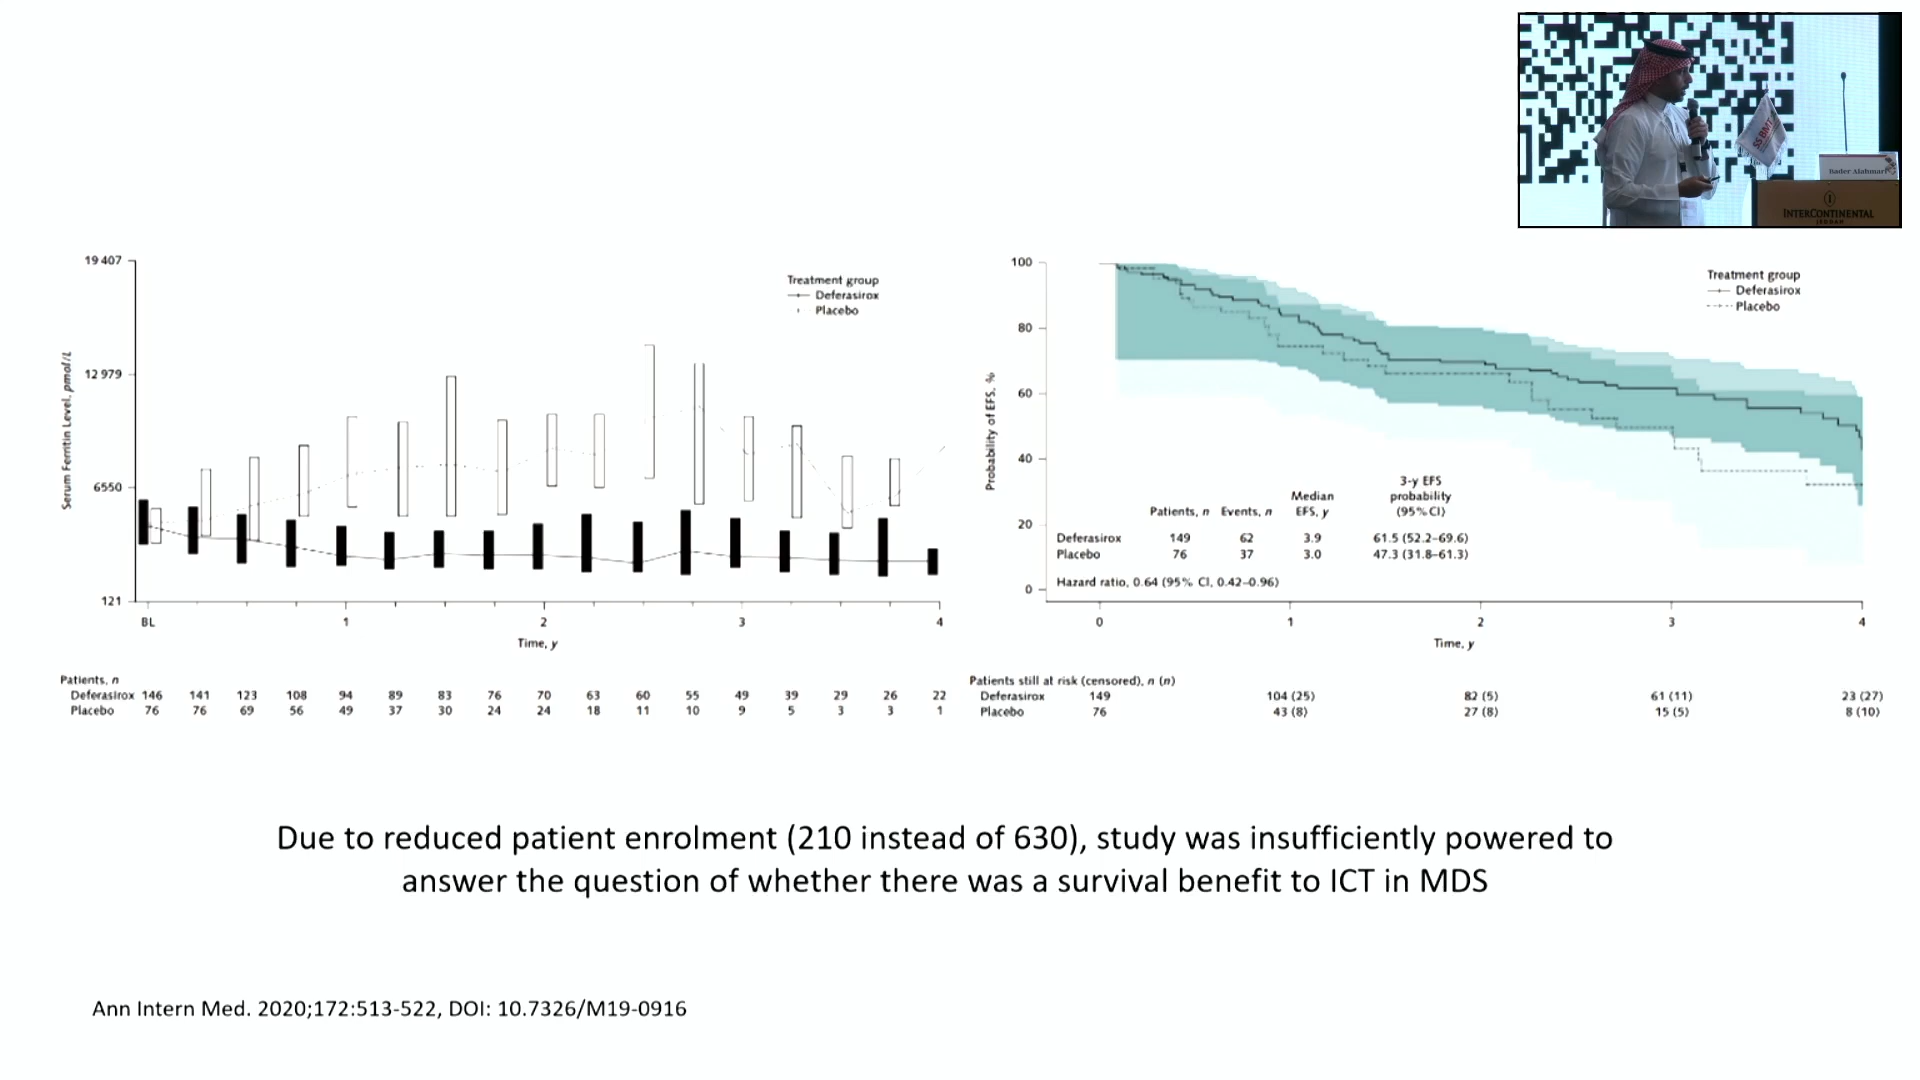 SS BMT
Bader Alahmari
INTERCONTINENTAL
JEDDAH
19 407
12 979
6550
121
Serum Ferritin Level, pmol/L
Treatment group
Deferasirox
Placebo
BL 1 2 3 4
Time, y
Patients, n
Deferasirox 146 141 123 108 94 89 83 76 70 63 60 55 49 39 29 26 22
Placebo 76 76 69 56 49 37 30 24 24 18 11 10 9 5 3 3 1
100
80
60
40
20
0
Probability of EFS, %
Treatment group
Deferasirox
Placebo
Patients, n Events, n Median EFS, y 3-y EFS probability (95% CI)
Deferasirox 149 62 3.9 61.5 (52.2–69.6)
Placebo 76 37 3.0 47.3 (31.8–61.3)
Hazard ratio, 0.64 (95% CI, 0.42–0.96)
0 1 2 3 4
Time, y
Patients still at risk (censored), n (n)
Deferasirox 149 104 (25) 82 (5) 61 (11) 23 (27)
Placebo 76 43 (8) 27 (8) 15 (5) 8 (10)
Due to reduced patient enrolment (210 instead of 630), study was insufficiently powered to
answer the question of whether there was a survival benefit to ICT in MDS
Ann Intern Med. 2020;172:513-522, DOI: 10.7326/M19-0916